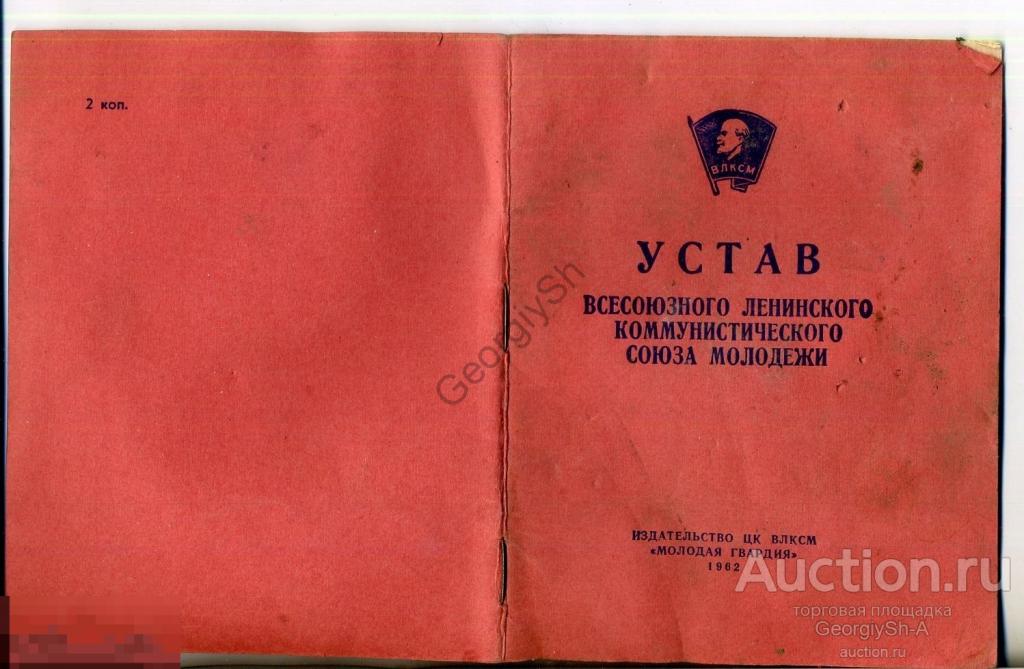 2 коп.
ВЛКСМ
УСТАВ
ВСЕСОЮЗНОГО ЛЕНИНСКОГО
КОММУНИСТИЧЕСКОГО
СОЮЗА МОЛОДЕЖИ
ИЗДАТЕЛЬСТВО ЦК ВЛКСМ
«МОЛОДАЯ ГВАРДИЯ»
1962
GeorgiySh
Auction.ru
торговая площадка
GeorgiySh-A
auction.ru